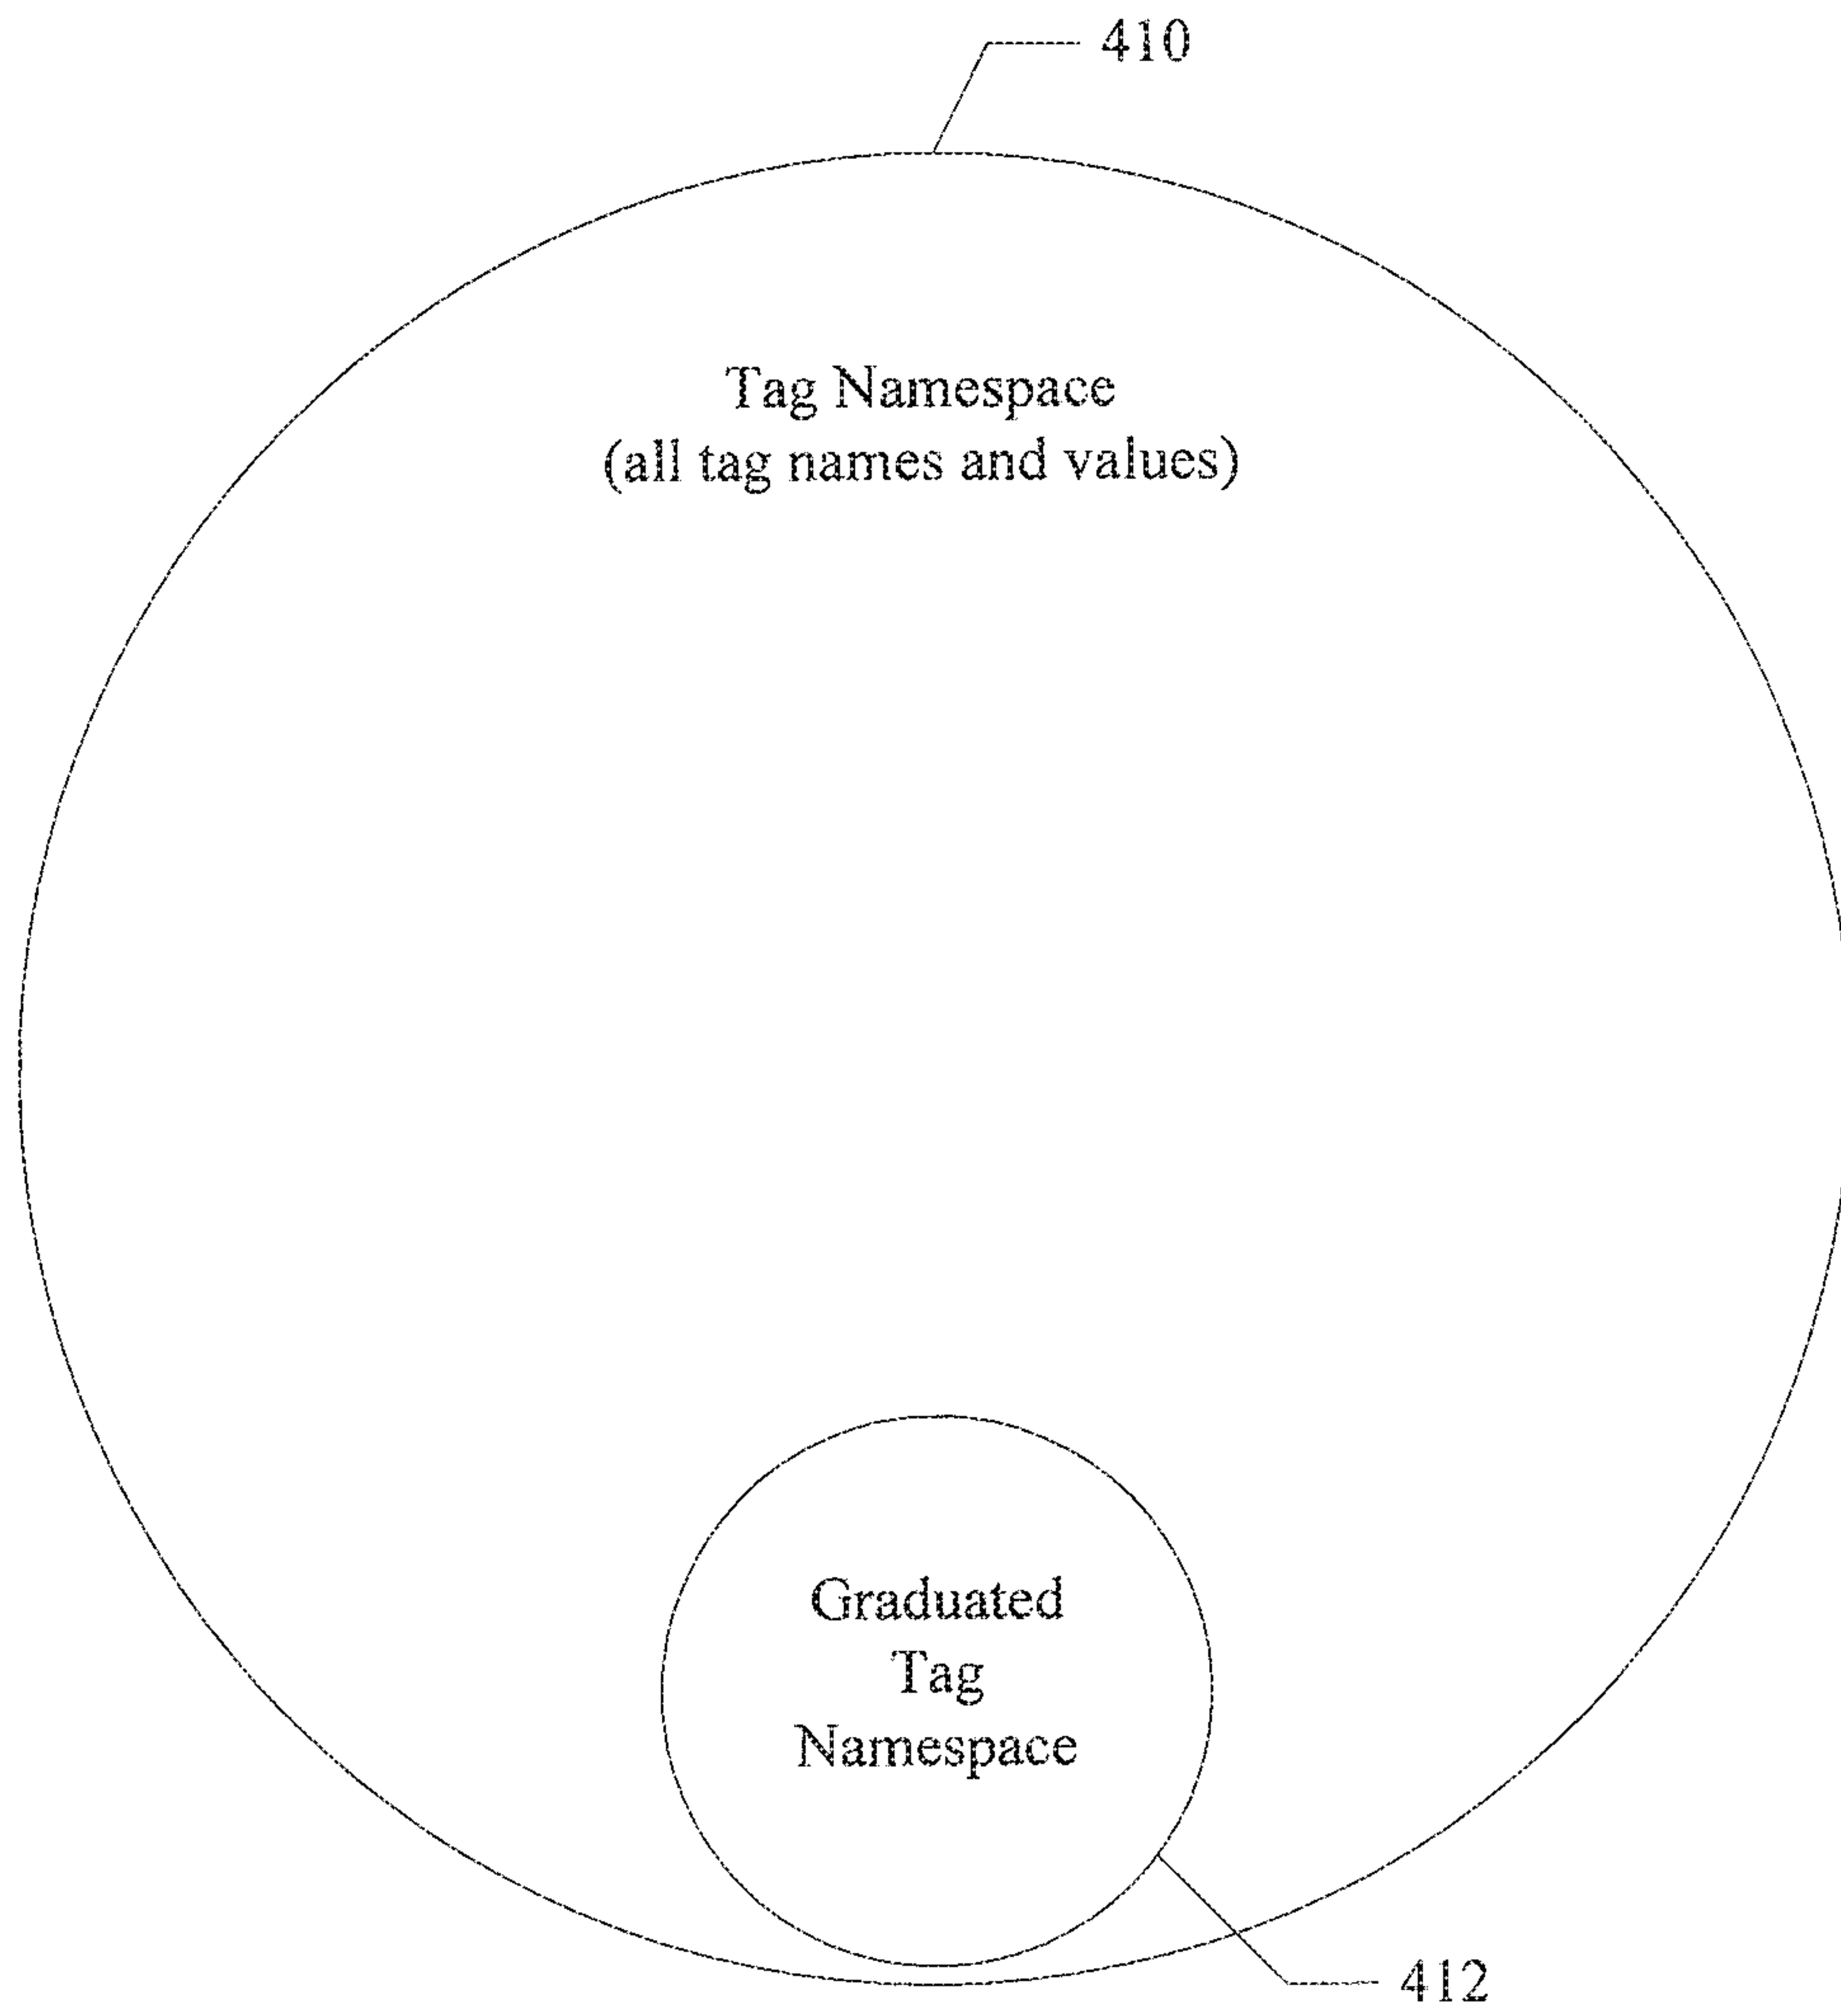 410
Tag Namespace
(all tag names and values)
Graduated
Tag
Namespace
412